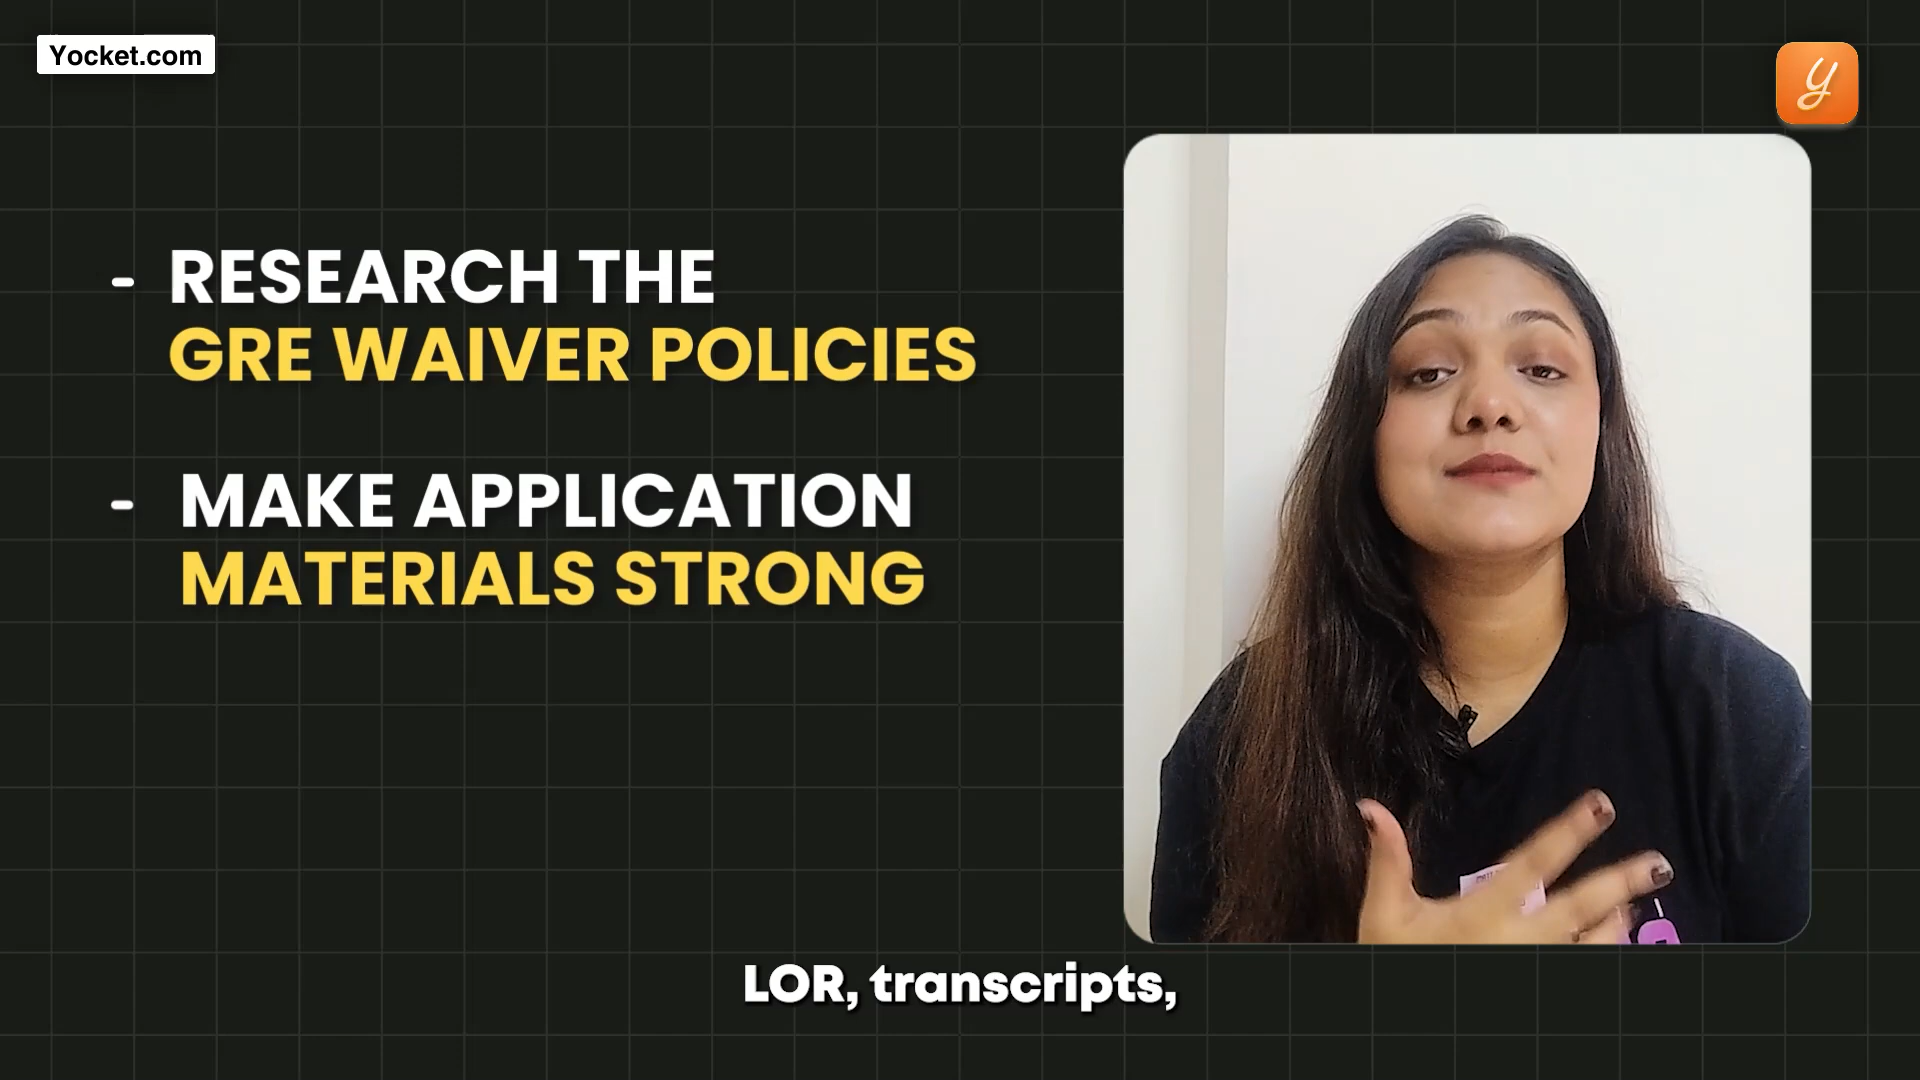 Yocket.com
y
- RESEARCH THE
GRE WAIVER POLICIES
- MAKE APPLICATION
MATERIALS STRONG
LOR, transcripts,